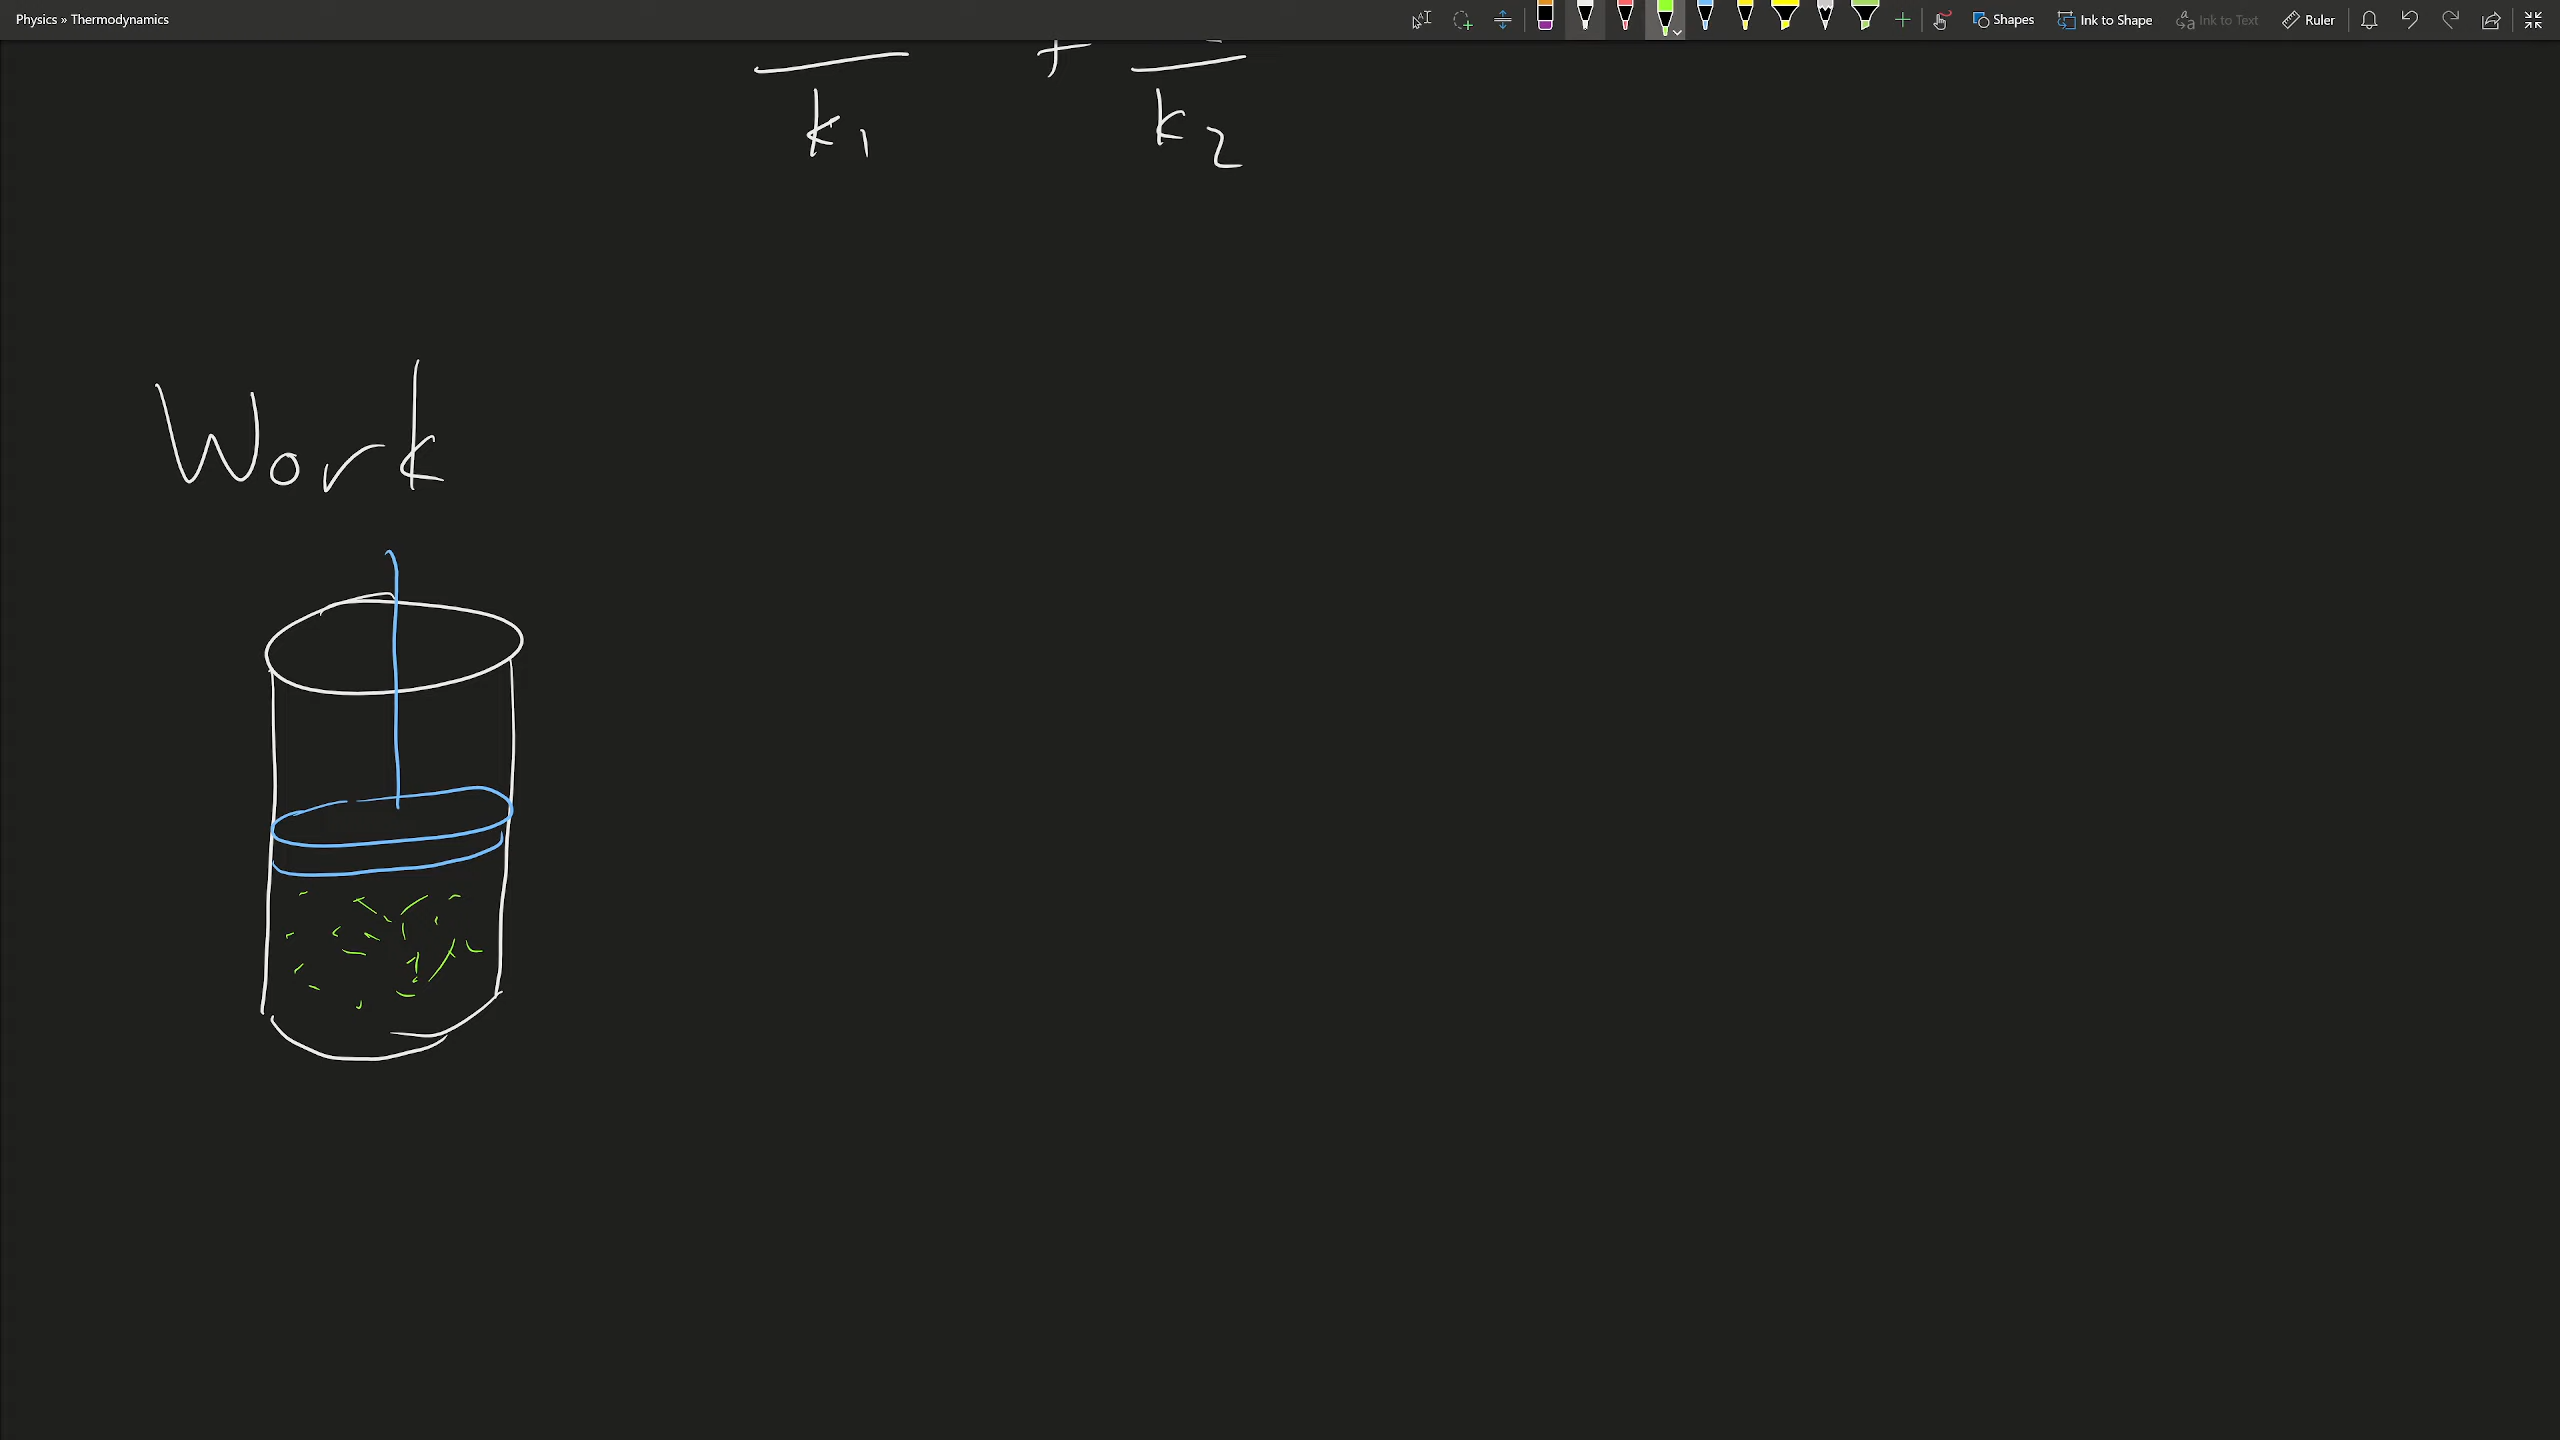 Physics » Thermodynamics
Shapes
Ink to Shape
Ink to Text
Ruler
+
k1 k2
Work